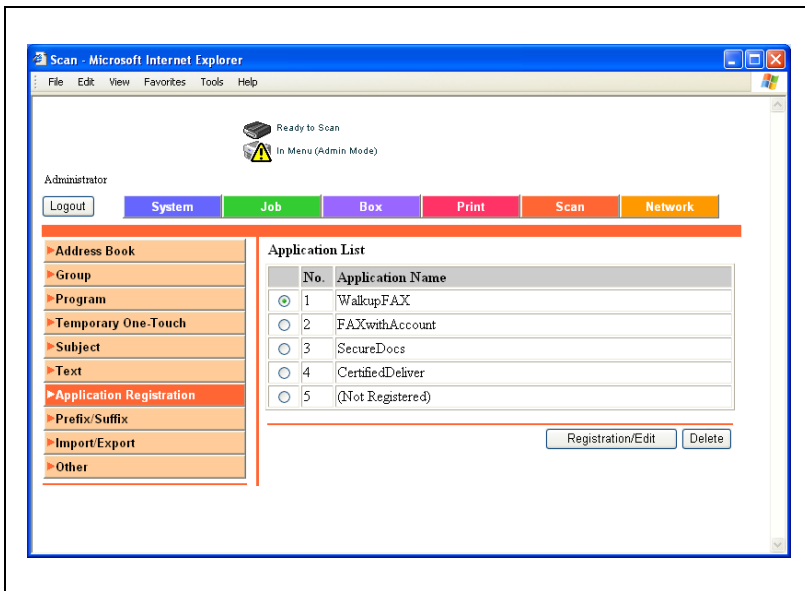 Scan - Microsoft Internet Explorer
File Edit View Favorites Tools Help
Ready to Scan
In Menu (Admin Mode)
Administrator
Logout System Job Box Print Scan Network
Address Book
Group
Program
Temporary One-Touch
Subject
Text
Application Registration
Prefix/Suffix
Import/Export
Other
Application List
No. Application Name
1 WalkupFAX
2 FAXwithAccount
3 SecureDocs
4 CertifiedDeliver
5 (Not Registered)
Registration/Edit Delete